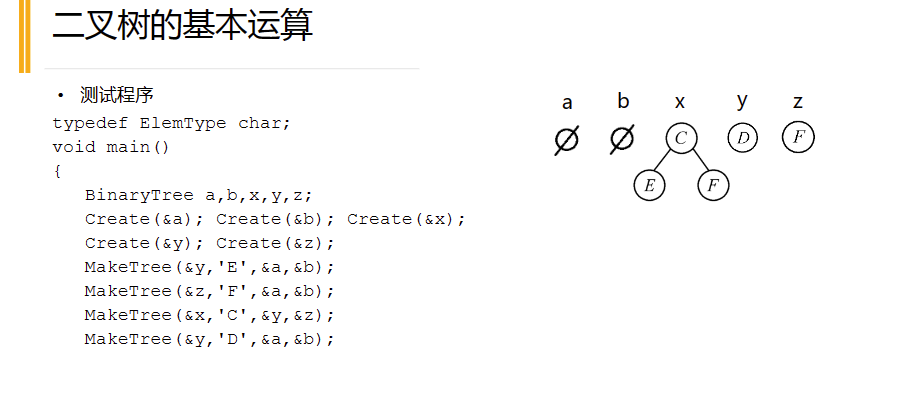 二叉树的基本运算
• 测试程序
typedef ElemType char;
void main()
{
BinaryTree a,b,x,y,z;
Create(&a); Create(&b); Create(&x);
Create(&y); Create(&z);
MakeTree(&y,'E',&a,&b);
MakeTree(&z,'F',&a,&b);
MakeTree(&x,'C',&y,&z);
MakeTree(&y,'D',&a,&b);
a b x y z
∅ ∅ C D F
E F